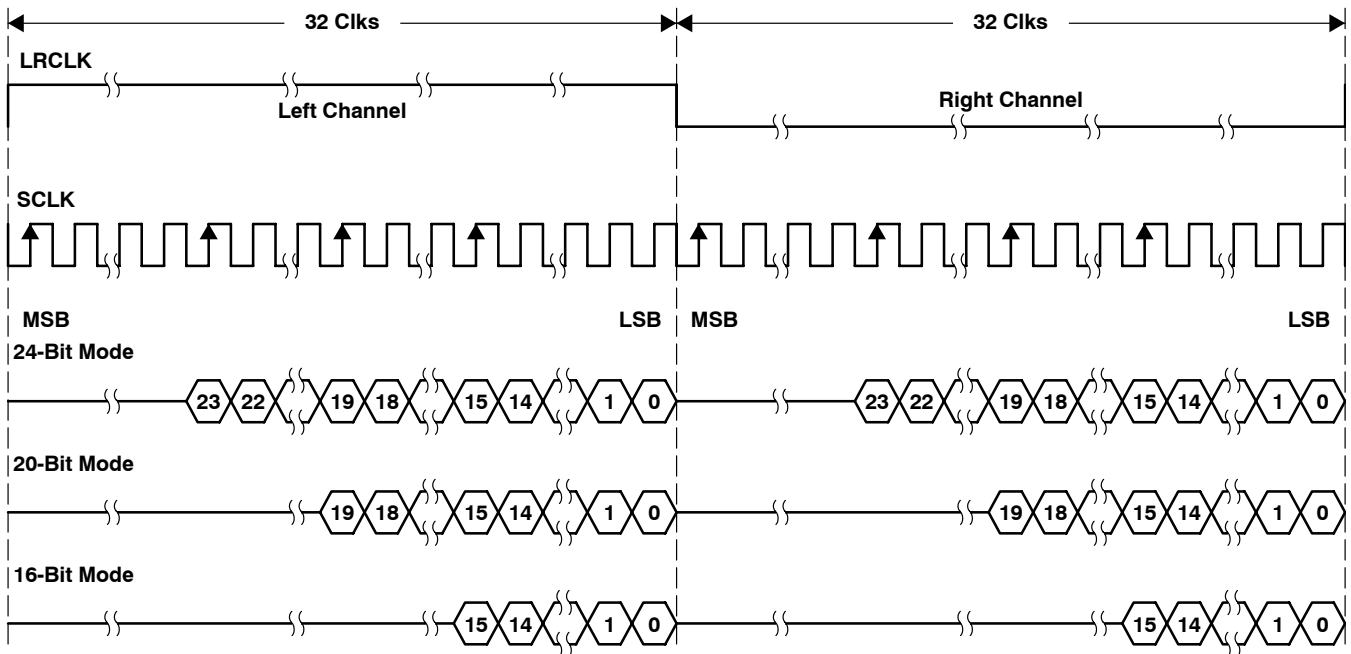 32 Clks 32 Clks
LRCLK
Left Channel Right Channel
SCLK
MSB LSB MSB LSB
24-Bit Mode
23 22 19 18 15 14 1 0 23 22 19 18 15 14 1 0
20-Bit Mode
19 18 15 14 1 0 19 18 15 14 1 0
16-Bit Mode
15 14 1 0 15 14 1 0